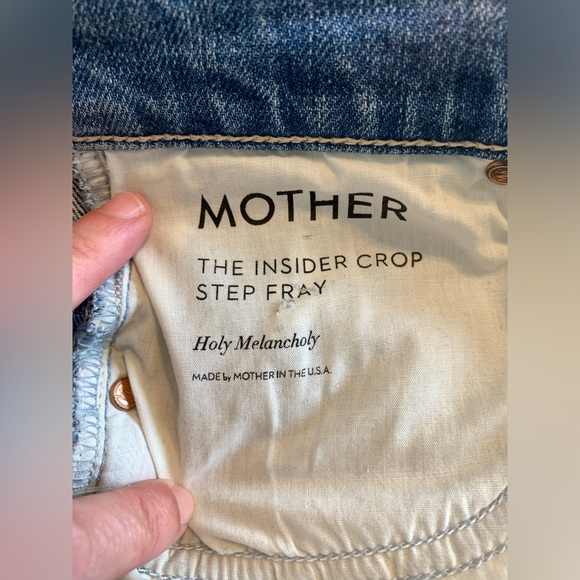 MOTHER
THE INSIDER CROP
STEP FRAY
Holy Melancholy
MADE by MOTHER IN THE U.S.A.